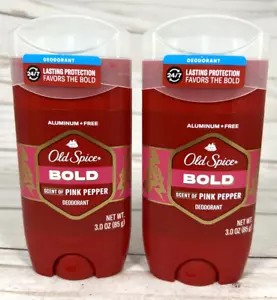 DEODORANT
24/7
LASTING PROTECTION
FAVORS THE BOLD
ALUMINUM • FREE
Old Spice
BOLD
SCENT OF PINK PEPPER
DEODORANT
NET WT.
3.0 OZ (85 g)
DEODORANT
24/7
LASTING PROTECTION
FAVORS THE BOLD
ALUMINUM • FREE
Old Spice
BOLD
SCENT OF PINK PEPPER
DEODORANT
NET WT.
3.0 OZ (85 g)